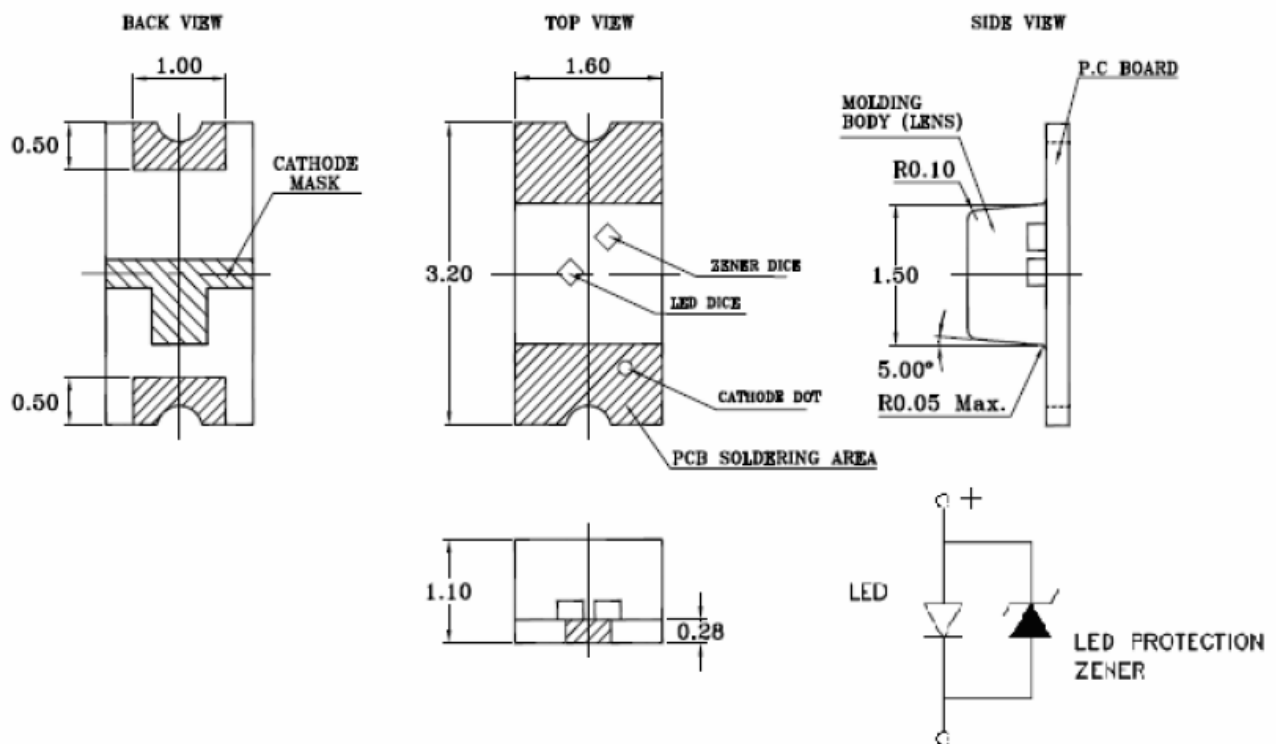 BACK VIEW
1.00
0.50
CATHODE
MASK
0.50
TOP VIEW
1.60
3.20
ZENER DICE
LED DICE
CATHODE DOT
PCB SOLDERING AREA
SIDE VIEW
P.C BOARD
MOLDING
BODY (LENS)
R0.10
1.50
5.00°
R0.05 Max.
1.10
0.28
+
LED
LED PROTECTION
ZENER